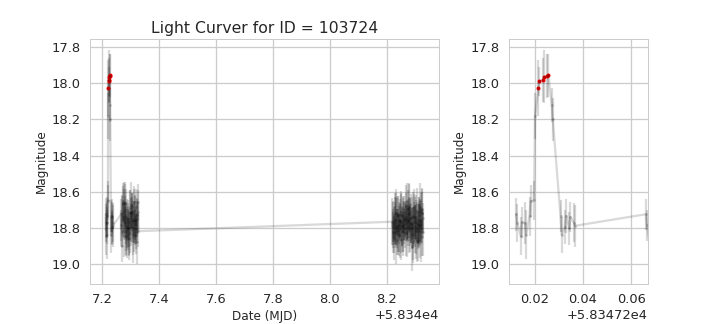 Light Curver for ID = 103724
17.8
18.0
18.2
18.4
18.6
18.8
19.0
Magnitude
7.2 7.4 7.6 7.8 8.0 8.2
Date (MJD)
+5.834e4
17.8
18.0
18.2
18.4
18.6
18.8
19.0
Magnitude
0.02 0.04 0.06
+5.83472e4